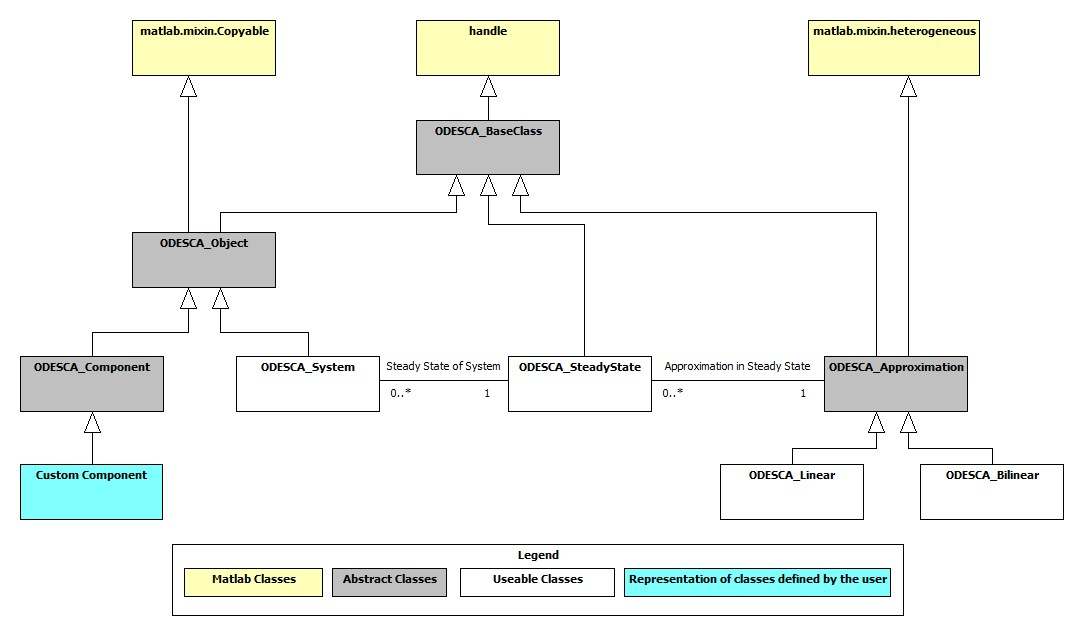 matlab.mixin.Copyable
handle
matlab.mixin.heterogeneous
ODESCA_BaseClass
ODESCA_Object
ODESCA_Component
ODESCA_System
Steady State of System
0..*
1
ODESCA_SteadyState
Approximation in Steady State
0..*
1
ODESCA_Approximation
Custom Component
ODESCA_Linear
ODESCA_Bilinear
Legend
Matlab Classes
Abstract Classes
Useable Classes
Representation of classes defined by the user